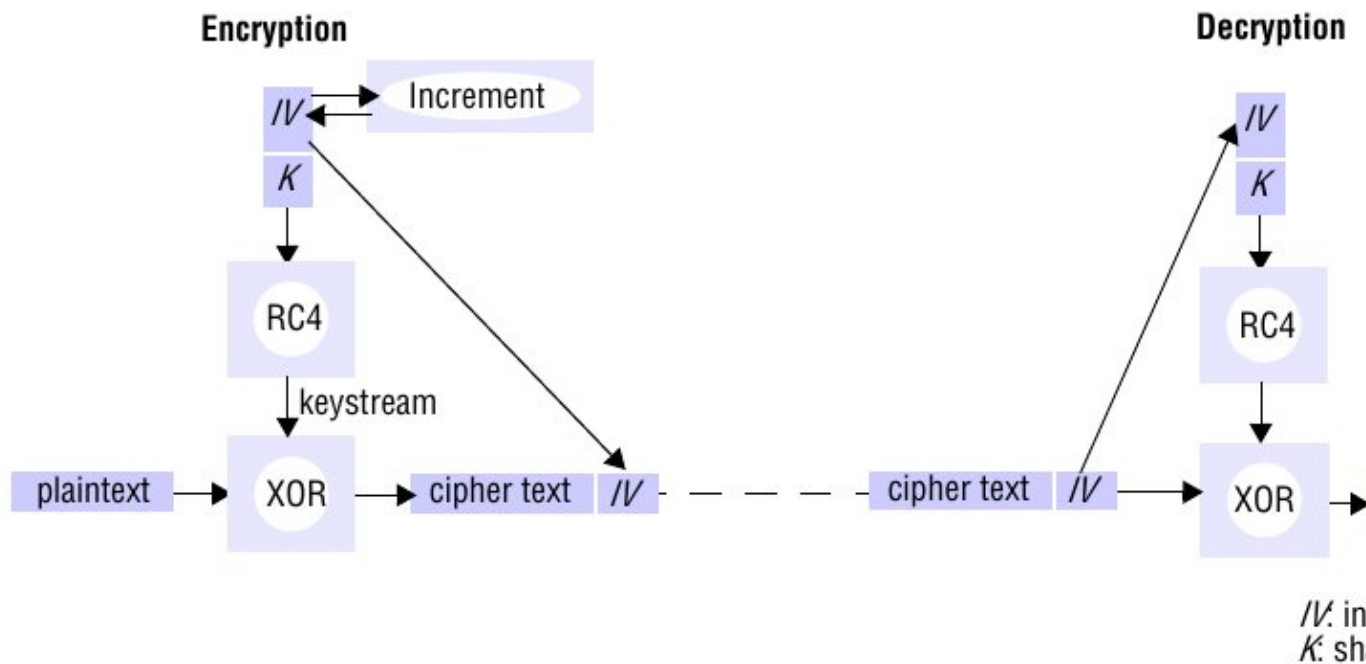 Encryption
Decryption
IV
Increment
K
RC4
keystream
plaintext
XOR
cipher text
IV
cipher text
IV
IV
K
RC4
XOR
IV: in
K: sh